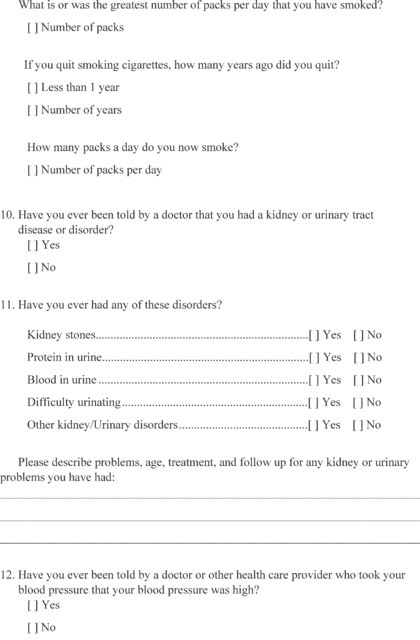 What is or was the greatest number of packs per day that you have smoked?
[ ] Number of packs
If you quit smoking cigarettes, how many years ago did you quit?
[ ] Less than 1 year
[ ] Number of years
How many packs a day do you now smoke?
[ ] Number of packs per day
10. Have you ever been told by a doctor that you had a kidney or urinary tract
disease or disorder?
[ ] Yes
[ ] No
11. Have you ever had any of these disorders?
Kidney stones.......................................................................[ ] Yes [ ] No
Protein in urine.....................................................................[ ] Yes [ ] No
Blood in urine ......................................................................[ ] Yes [ ] No
Difficulty urinating..............................................................[ ] Yes [ ] No
Other kidney/Urinary disorders...........................................[ ] Yes [ ] No
Please describe problems, age, treatment, and follow up for any kidney or urinary
problems you have had:
12. Have you ever been told by a doctor or other health care provider who took your
blood pressure that your blood pressure was high?
[ ] Yes
[ ] No